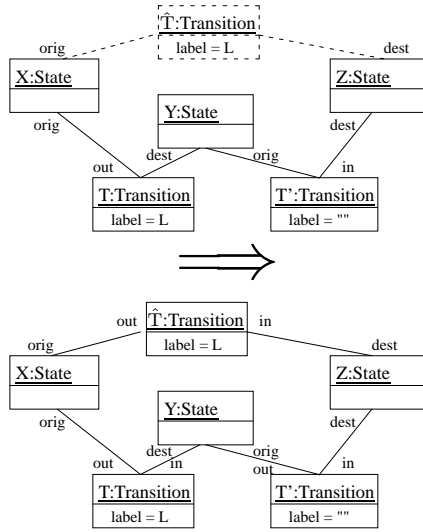 T̂:Transition
label = L
orig
dest
X:State
Z:State
orig
Y:State
dest
out
dest
orig
in
T:Transition
label = L
T':Transition
label = ""
out
T̂:Transition
in
label = L
orig
dest
X:State
Z:State
orig
Y:State
dest
dest
orig
out
in
out
in
T:Transition
label = L
T':Transition
label = ""